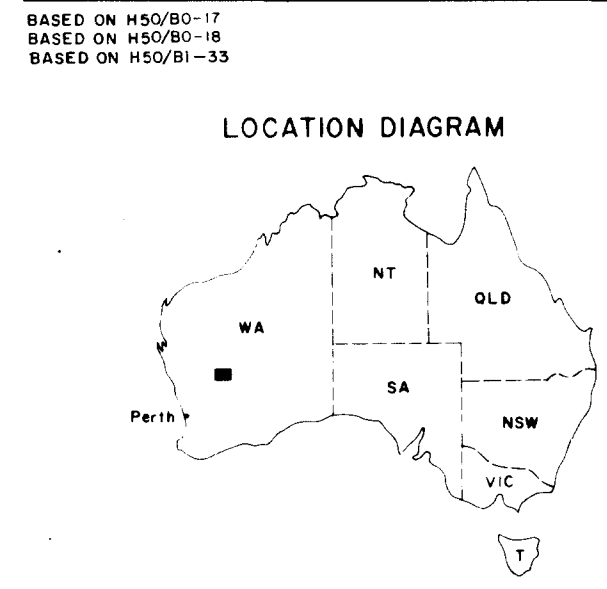 BASED ON H50/B0-17
BASED ON H50/B0-18
BASED ON H50/B1-33
LOCATION DIAGRAM
NT
QLD
WA
SA
Perth
NSW
VIC
T